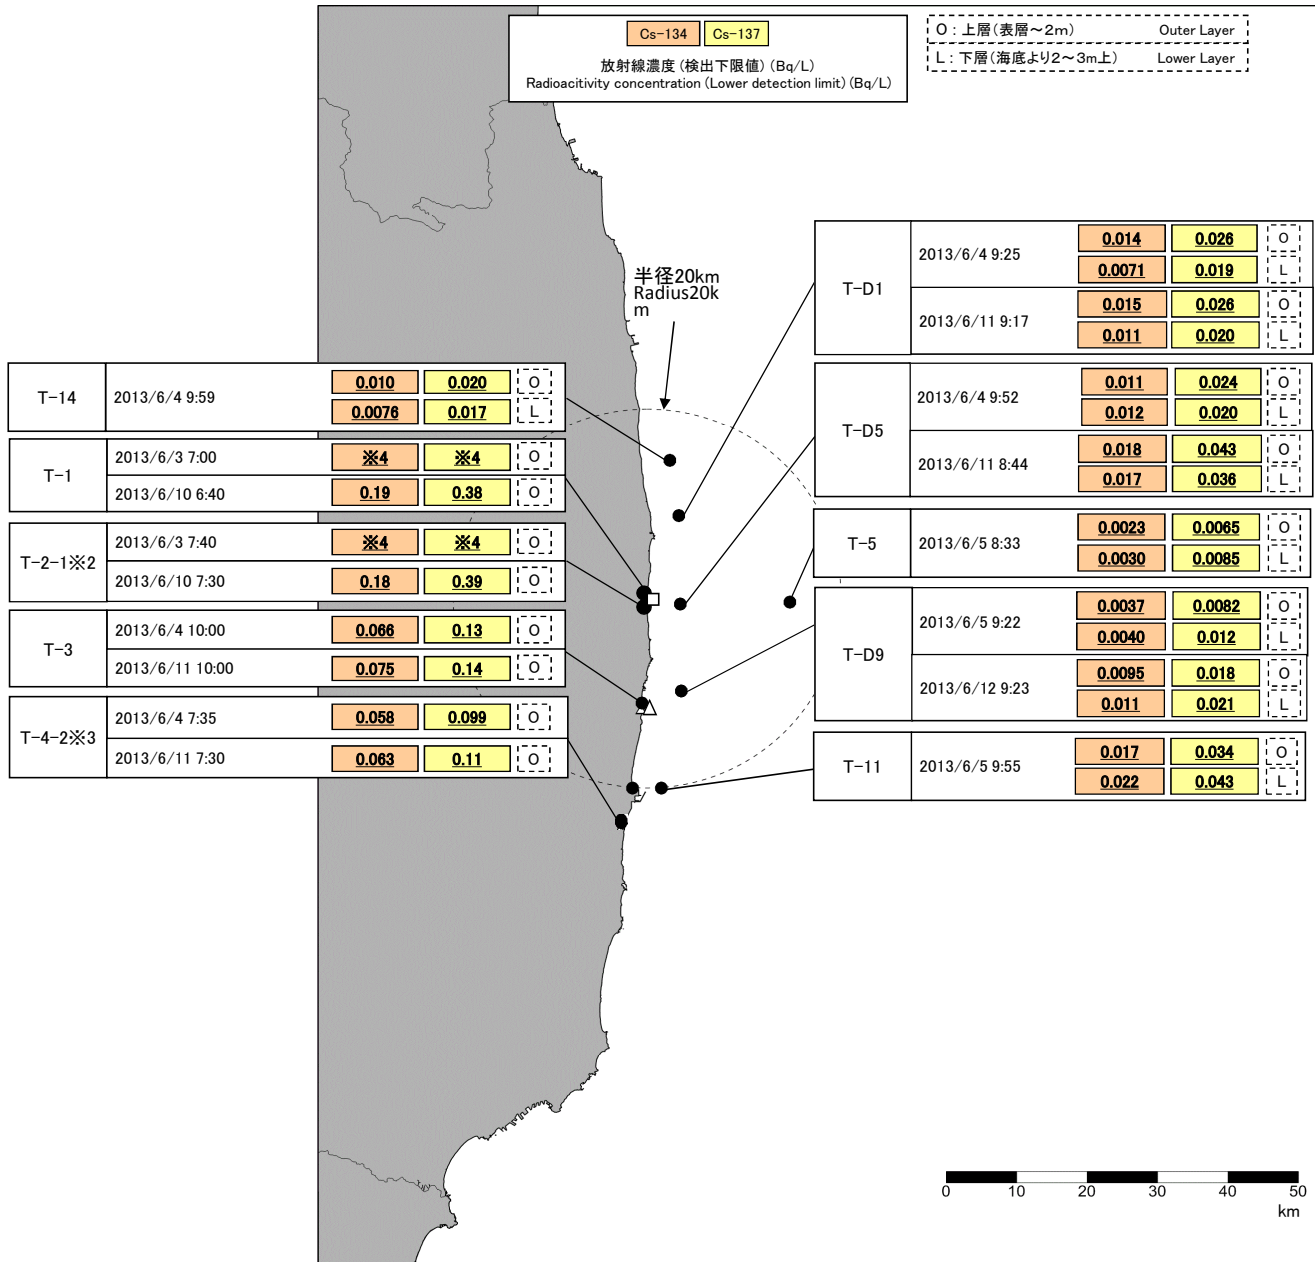 Cs-134 Cs-137
放射線濃度(検出下限値)(Bq/L)
Radioacitivity concentration (Lower detection limit) (Bq/L)
O : 上層(表層～2m) Outer Layer
L : 下層(海底より2～3m上) Lower Layer
半径20km
Radius20k
m
T-14
2013/6/4 9:59 0.010 0.020 O
0.0076 0.017 L
T-1
2013/6/3 7:00 ※4 ※4 O
2013/6/10 6:40 0.19 0.38 O
T-2-1※2
2013/6/3 7:40 ※4 ※4 O
2013/6/10 7:30 0.18 0.39 O
T-3
2013/6/4 10:00 0.066 0.13 O
2013/6/11 10:00 0.075 0.14 O
T-4-2※3
2013/6/4 7:35 0.058 0.099 O
2013/6/11 7:30 0.063 0.11 O
T-D1
2013/6/4 9:25 0.014 0.026 O
0.0071 0.019 L
2013/6/11 9:17 0.015 0.026 O
0.011 0.020 L
T-D5
2013/6/4 9:52 0.011 0.024 O
0.012 0.020 L
2013/6/11 8:44 0.018 0.043 O
0.017 0.036 L
T-5
2013/6/5 8:33 0.0023 0.0065 O
0.0030 0.0085 L
T-D9
2013/6/5 9:22 0.0037 0.0082 O
0.0040 0.012 L
2013/6/12 9:23 0.0095 0.018 O
0.011 0.021 L
T-11
2013/6/5 9:55 0.017 0.034 O
0.022 0.043 L
0 10 20 30 40 50
km